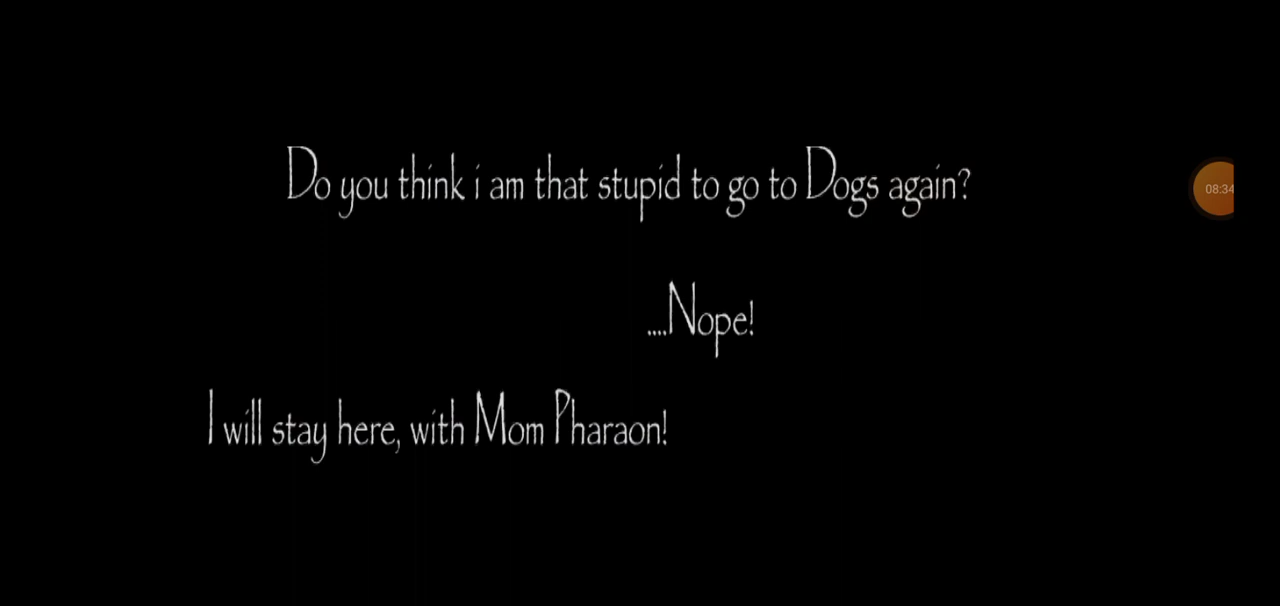 Do you think i am that stupid to go to Dogs again?
08:34
....Nope!
I will stay here, with Mom Pharaon!